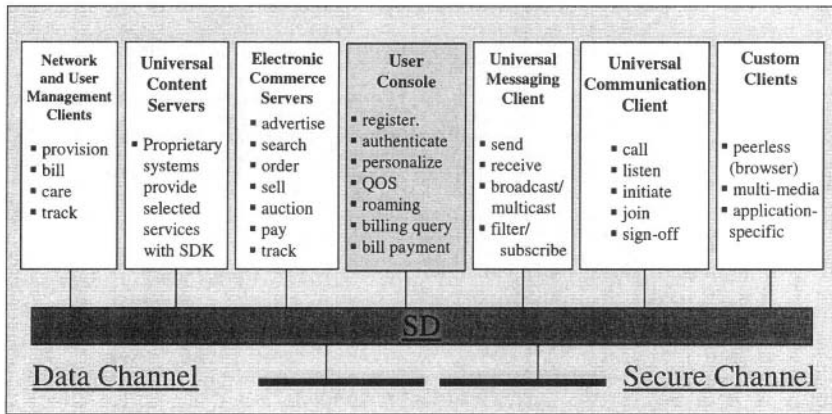 Network
and User
Management
Clients
▪ provision
▪ bill
▪ care
▪ track
Universal
Content
Servers
▪ Proprietary
systems
provide
selected
services
with SDK
Electronic
Commerce
Servers
▪ advertise
▪ search
▪ order
▪ sell
▪ auction
▪ pay
▪ track
User
Console
▪ register.
▪ authenticate
▪ personalize
▪ QOS
▪ roaming
▪ billing query
▪ bill payment
Universal
Messaging
Client
▪ send
▪ receive
▪ broadcast/
multicast
▪ filter/
subscribe
Universal
Communication
Client
▪ call
▪ listen
▪ initiate
▪ join
▪ sign-off
Custom
Clients
▪ peerless
(browser)
▪ multi-media
▪ application-
specific
SD
Data Channel
Secure Channel